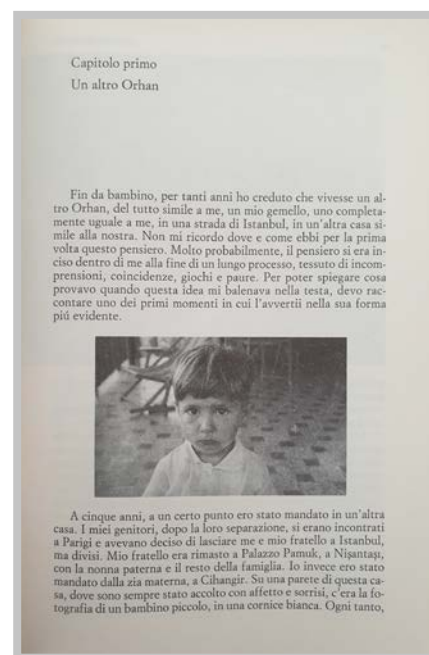 Capitolo primo
Un altro Orhan
Fin da bambino, per tanti anni ho creduto che vivesse un al-
tro Orhan, del tutto simile a me, un mio gemello, uno completa-
mente uguale a me, in una strada di Istanbul, in un'altra casa si-
mile alla nostra. Non mi ricordo dove e come ebbi per la prima
volta questo pensiero. Molto probabilmente, il pensiero si era in-
ciso dentro di me alla fine di un lungo processo, tessuto di incom-
prensioni, coincidenze, giochi e paure. Per poter spiegare cosa
provavo quando questa idea mi balenava nella testa, devo rac-
contare uno dei primi momenti in cui l'avvertii nella sua forma
piú evidente.
A cinque anni, a un certo punto ero stato mandato in un'altra
casa. I miei genitori, dopo la loro separazione, si erano incontrati
a Parigi e avevano deciso di lasciare me e mio fratello a Istanbul,
ma divisi. Mio fratello era rimasto a Palazzo Pamuk, a Nişantaşı,
con la nonna paterna e il resto della famiglia. Io invece ero stato
mandato dalla zia materna, a Cihangir. Su una parete di questa ca-
sa, dove sono sempre stato accolto con affetto e sorrisi, c'era la fo-
tografia di un bambino piccolo, in una cornice bianca. Ogni tanto,